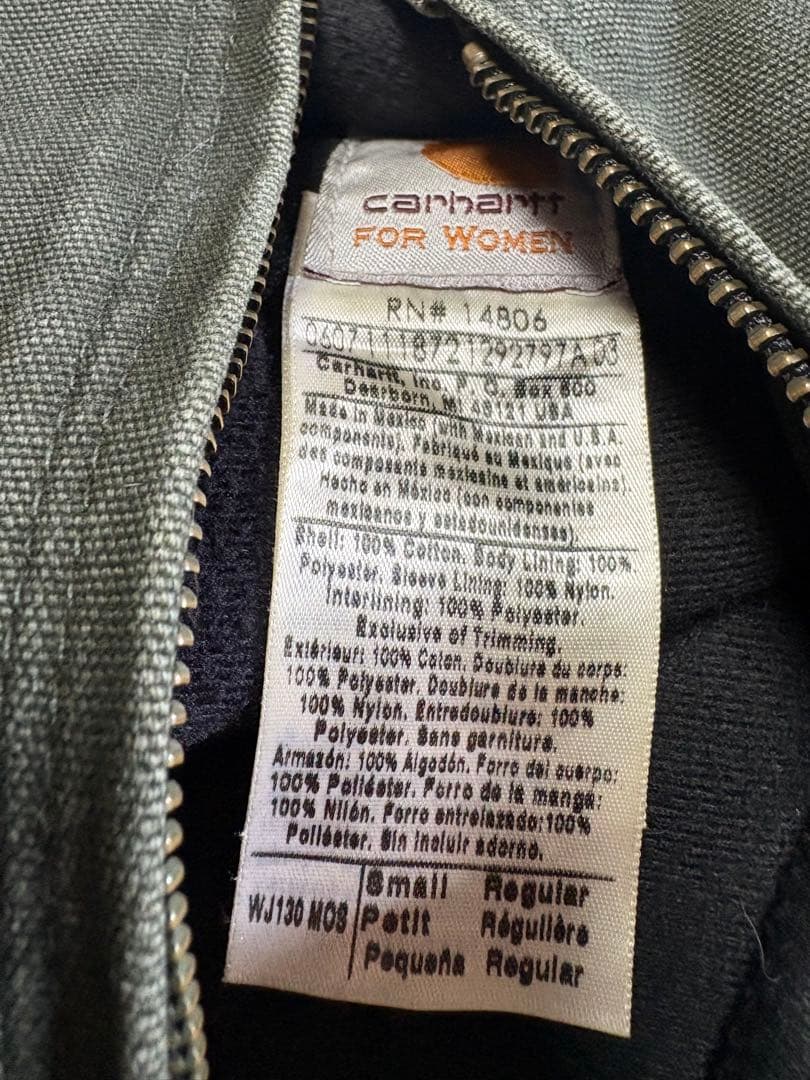 carhartt
FOR WOMEN
RN# 14806
0607111872 1292797A 03
Carhartt, Inc. P. O. Box 600
Dearborn, MI 48121 USA
Made in Mexico (with Mexican and U.S.A.
components). Fabriqué au Mexique (avec
des composants mexicains et américains).
Hecho en México (con componentes
mexicanos y estadounidenses).
Shell: 100% Cotton. Body Lining: 100%
Polyester. Sleeve Lining: 100% Nylon.
Interlining: 100% Polyester.
Exclusive of Trimming.
Extérieur: 100% Coton. Doublure du corps:
100% Polyester. Doublure de la manche:
100% Nylon. Entredoublure: 100%
Polyester. Sans garniture.
Armazón: 100% Algodón. Forro del cuerpo:
100% Poliéster. Forro de la manga:
100% Nilón. Forro entrelazado:100%
Poliéster. Sin incluir adorno.
WJ130 MOS
Small Regular
Petit Régulière
Pequeña Regular